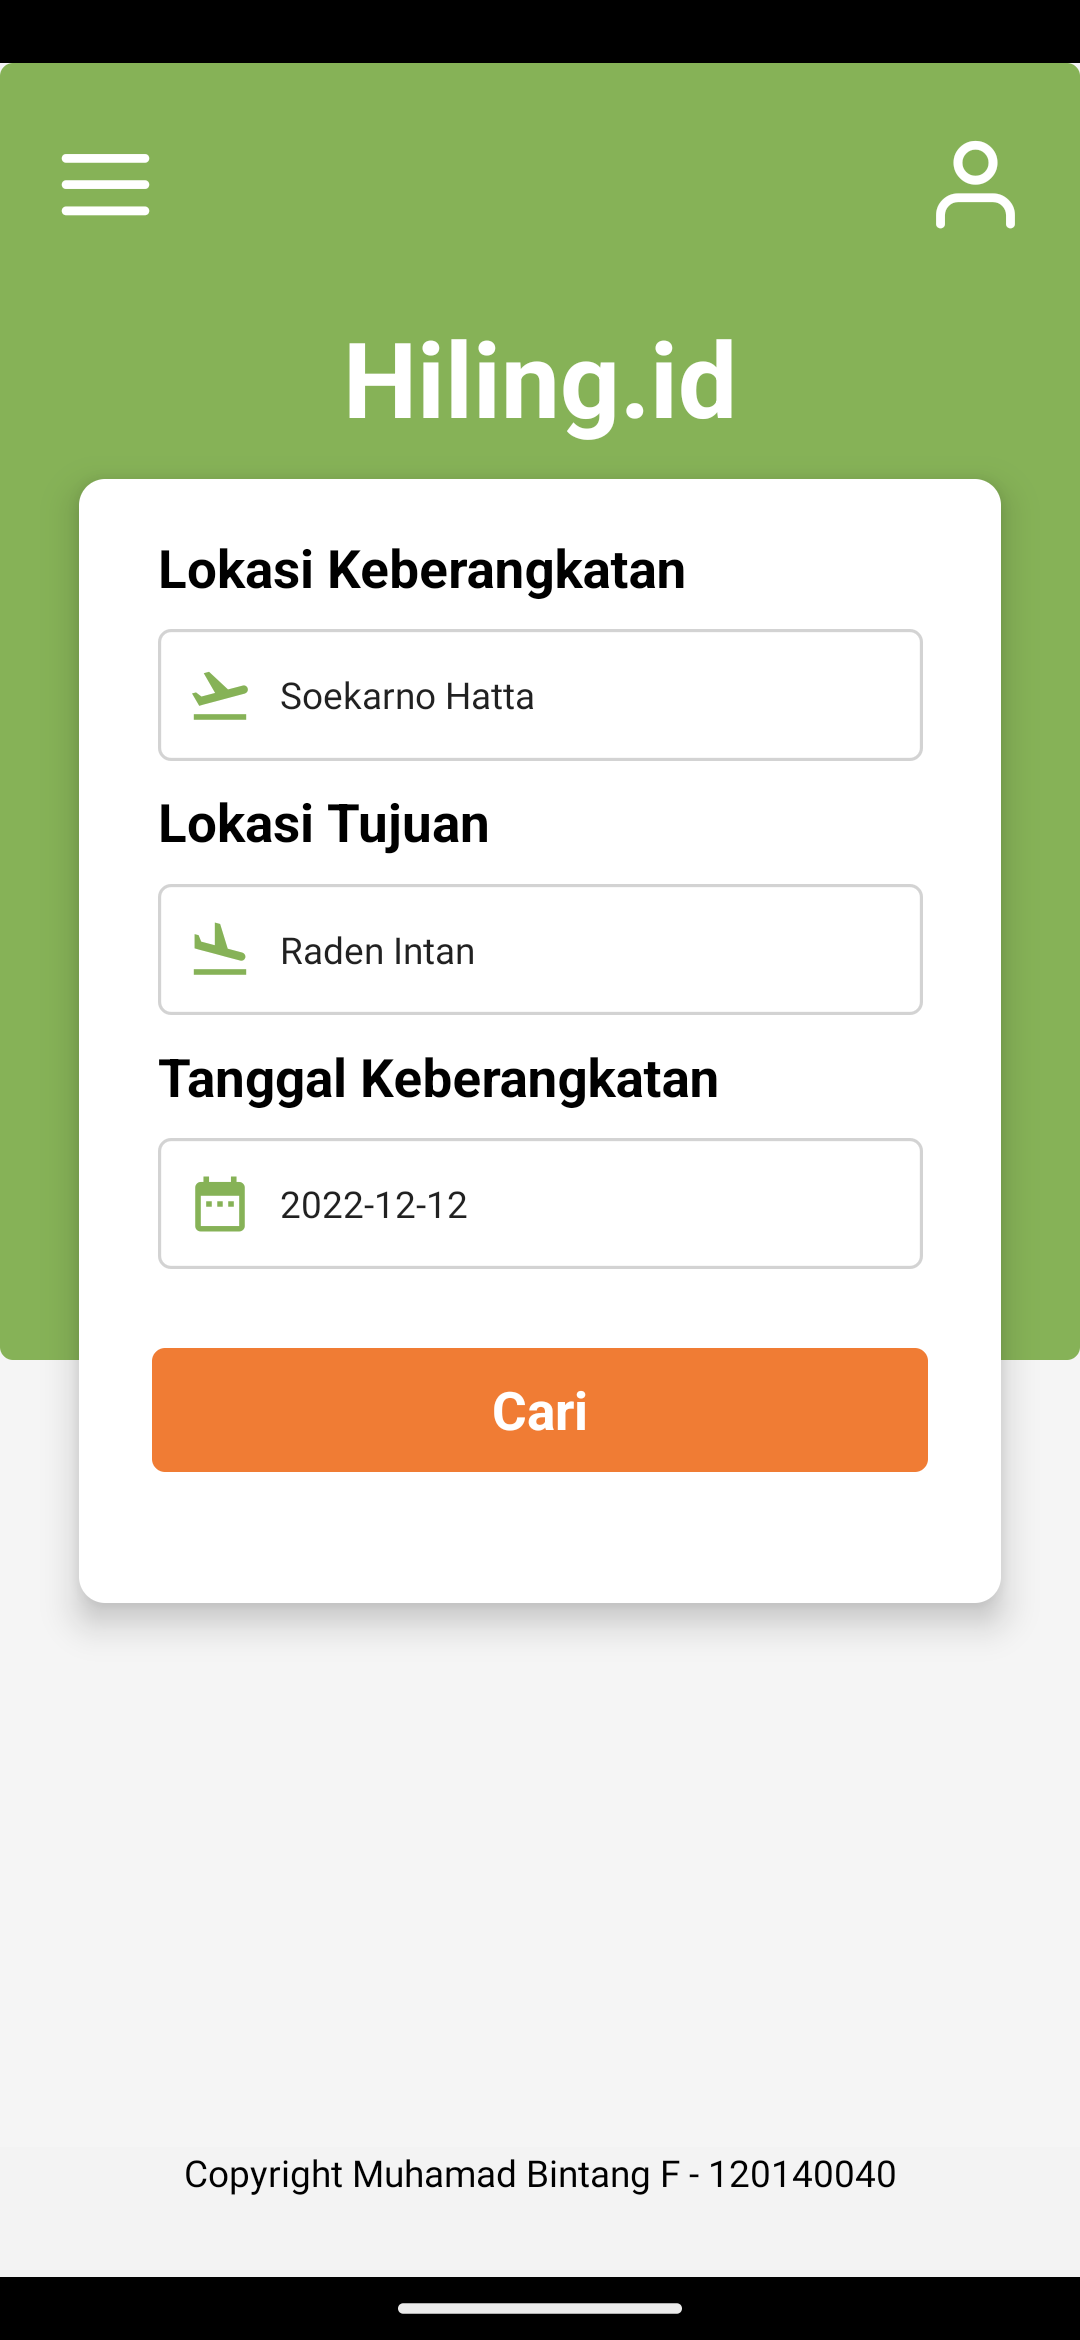 Hiling.id
Lokasi Keberangkatan
Soekarno Hatta
Lokasi Tujuan
Raden Intan
Tanggal Keberangkatan
2022-12-12
Cari
Copyright Muhamad Bintang F - 120140040